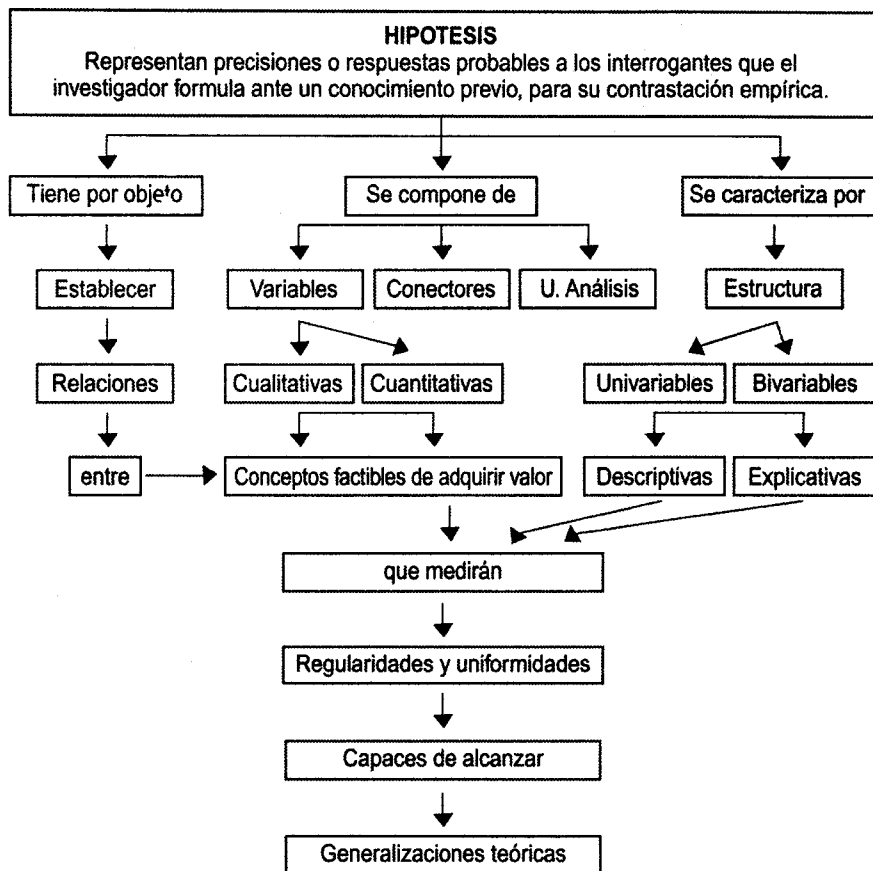 HIPOTESIS
Representan precisiones o respuestas probables a los interrogantes que el
investigador formula ante un conocimiento previo, para su contrastación empírica.
Tiene por objeto
Se compone de
Se caracteriza por
Establecer
Variables
Conectores
U. Análisis
Estructura
Relaciones
Cualitativas
Cuantitativas
Univariables
Bivariables
entre
Conceptos factibles de adquirir valor
Descriptivas
Explicativas
que medirán
Regularidades y uniformidades
Capaces de alcanzar
Generalizaciones teóricas